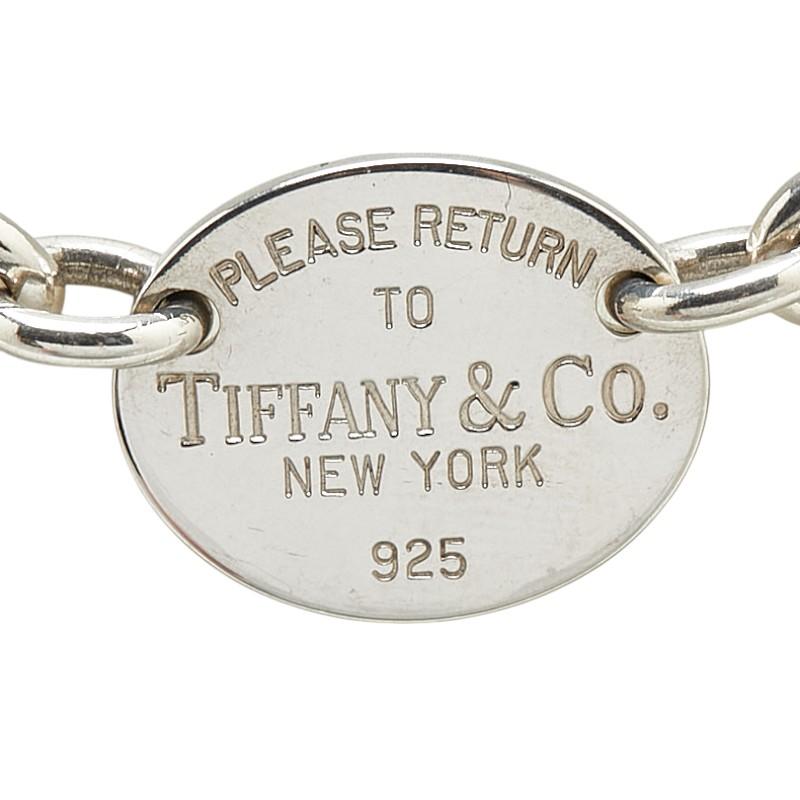 PLEASE RETURN
TO
TIFFANY & CO.
NEW YORK
925